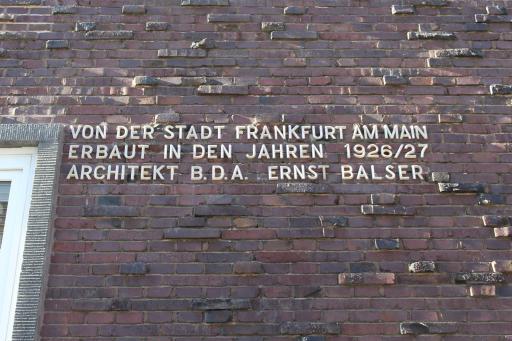 VON DER STADT FRANKFURT AM MAIN
ERBAUT IN DEN JAHREN 1926/27
ARCHITEKT B.D.A. ERNST BALSER